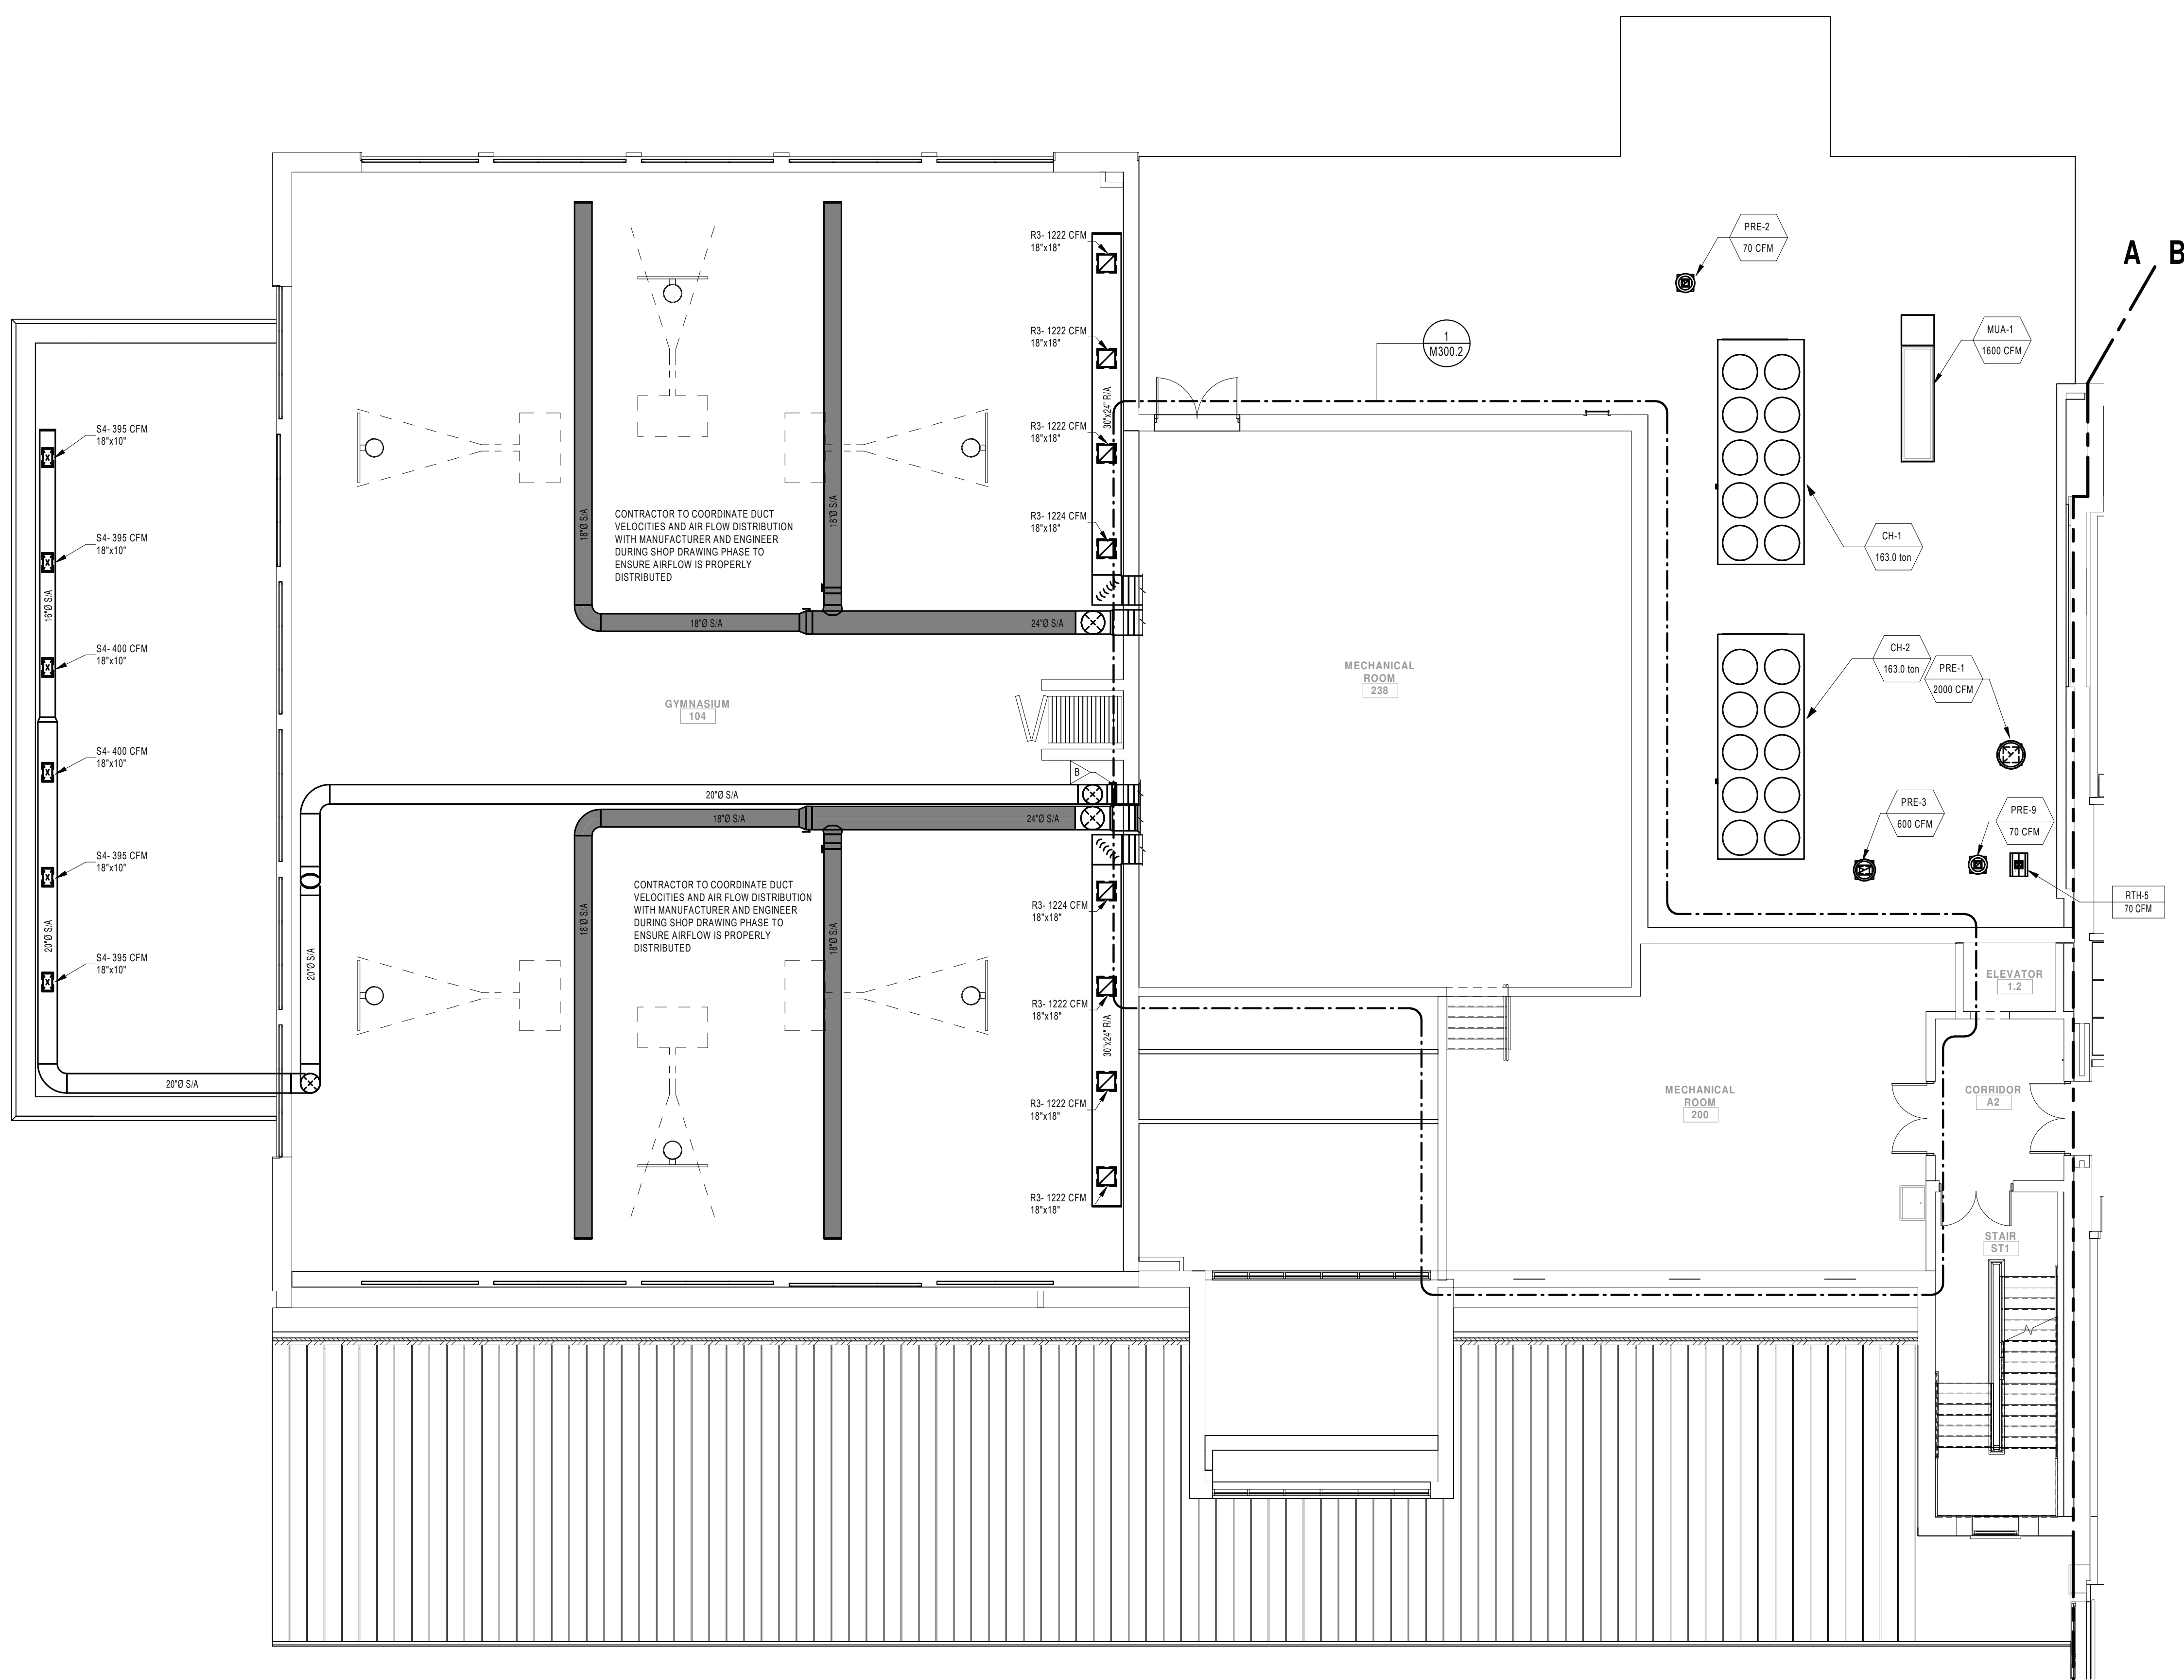 PRE-2
70 CFM
A B
R3- 1222 CFM
18"x18"
MUA-1
1600 CFM
R3- 1222 CFM
18"x18"
1
M300.2
30"x24" R/A
S4- 395 CFM
18"x10"
R3- 1222 CFM
18"x18"
CONTRACTOR TO COORDINATE DUCT
VELOCITIES AND AIR FLOW DISTRIBUTION
WITH MANUFACTURER AND ENGINEER
DURING SHOP DRAWING PHASE TO
ENSURE AIRFLOW IS PROPERLY
DISTRIBUTED
18"Ø S/A
18"Ø S/A
R3- 1224 CFM
18"x18"
S4- 395 CFM
18"x10"
CH-1
163.0 ton
16"Ø S/A
18"Ø S/A
24"Ø S/A
S4- 400 CFM
18"x10"
CH-2
163.0 ton
PRE-1
2000 CFM
MECHANICAL
ROOM
238
GYMNASIUM
104
S4- 400 CFM
18"x10"
B
20"Ø S/A
18"Ø S/A
24"Ø S/A
PRE-3
600 CFM
PRE-9
70 CFM
S4- 395 CFM
18"x10"
CONTRACTOR TO COORDINATE DUCT
VELOCITIES AND AIR FLOW DISTRIBUTION
WITH MANUFACTURER AND ENGINEER
DURING SHOP DRAWING PHASE TO
ENSURE AIRFLOW IS PROPERLY
DISTRIBUTED
R3- 1224 CFM
18"x18"
RTH-5
70 CFM
20"Ø S/A
18"Ø S/A
18"Ø S/A
20"Ø S/A
S4- 395 CFM
18"x10"
ELEVATOR
1.2
R3- 1222 CFM
18"x18"
30"x24" R/A
20"Ø S/A
R3- 1222 CFM
18"x18"
MECHANICAL
ROOM
200
CORRIDOR
A2
R3- 1222 CFM
18"x18"
STAIR
ST1